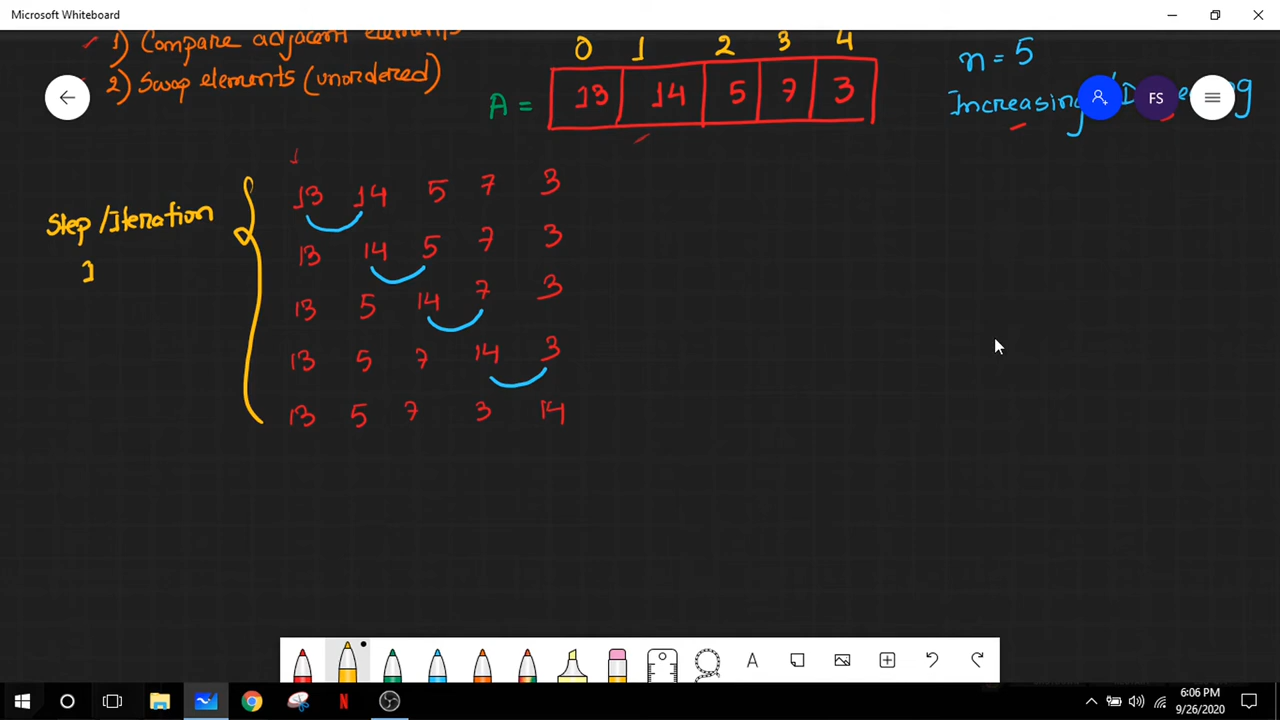 Microsoft Whiteboard
1) Compare adjacent elements
2) Swap elements (unordered)
0 1 2 3 4
A = 13 14 5 7 3
n = 5
Increasing /
FS
Step/Iteration
1
13 14 5 7 3
13 14 5 7 3
13 5 14 7 3
13 5 7 14 3
13 5 7 3 14
6:06 PM
9/26/2020